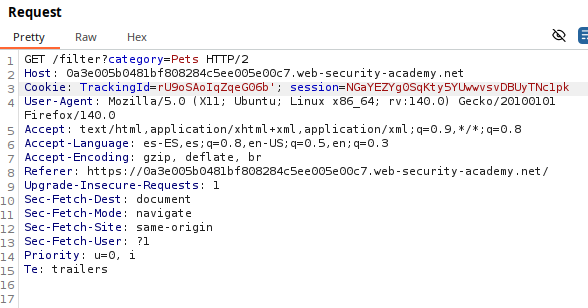 Request
Pretty Raw Hex
1 GET /filter?category=Pets HTTP/2
2 Host: 0a3e005b0481bf808284c5ee005e00c7.web-security-academy.net
3 Cookie: TrackingId=rU9oSAoIqZqeG06b'; session=NGaYEZYg0SqKty5YUwwvsvDBUyTNc1pk
4 User-Agent: Mozilla/5.0 (X11; Ubuntu; Linux x86_64; rv:140.0) Gecko/20100101
Firefox/140.0
5 Accept: text/html,application/xhtml+xml,application/xml;q=0.9,*/*;q=0.8
6 Accept-Language: es-ES,es;q=0.8,en-US;q=0.5,en;q=0.3
7 Accept-Encoding: gzip, deflate, br
8 Referer: https://0a3e005b0481bf808284c5ee005e00c7.web-security-academy.net/
9 Upgrade-Insecure-Requests: 1
10 Sec-Fetch-Dest: document
11 Sec-Fetch-Mode: navigate
12 Sec-Fetch-Site: same-origin
13 Sec-Fetch-User: ?1
14 Priority: u=0, i
15 Te: trailers
16
17